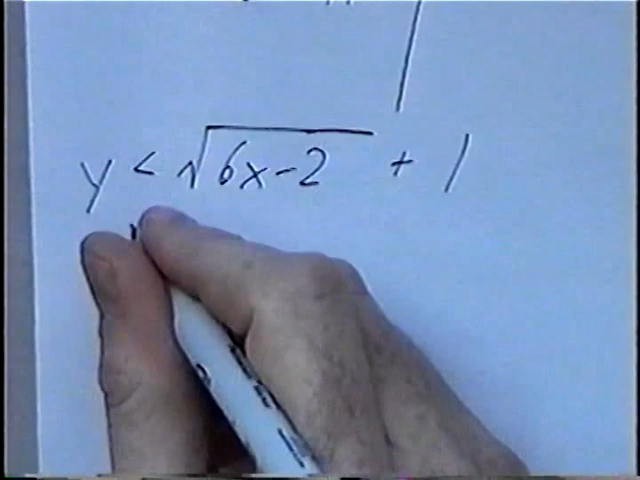 y < √6x-2 + 1